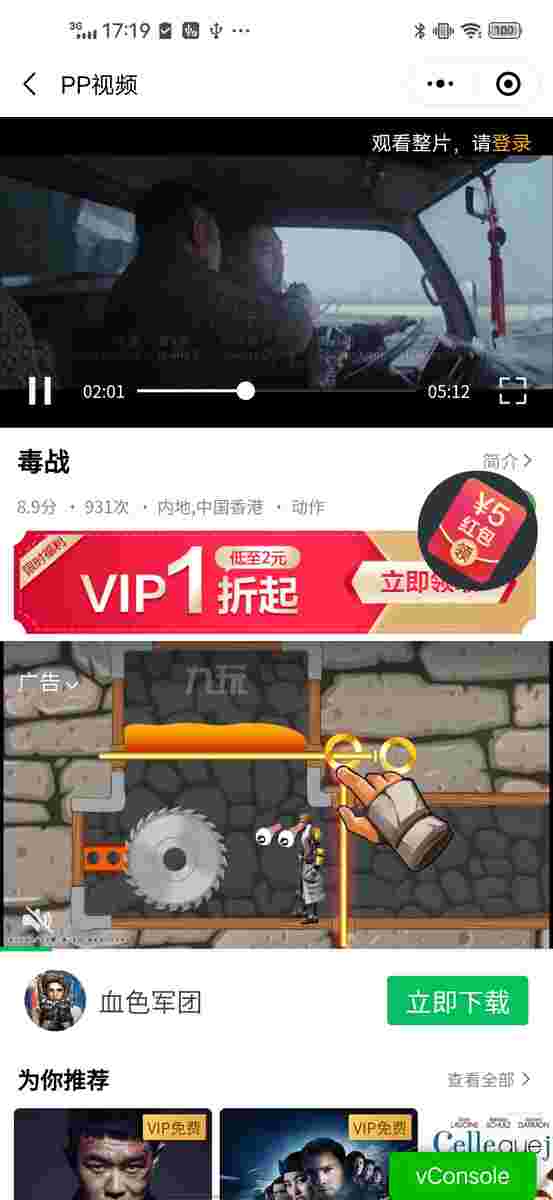 3G 17:19 100
PP视频
观看整片，请登录
02:01
05:12
毒战
简介
8.9分 · 931次 · 内地,中国香港 · 动作
¥5
红包
领
限时福利
VIP1折起
低至2元
立即领
广告
九玩
血色军团
立即下载
为你推荐
查看全部
VIP免费
VIP免费
vConsole